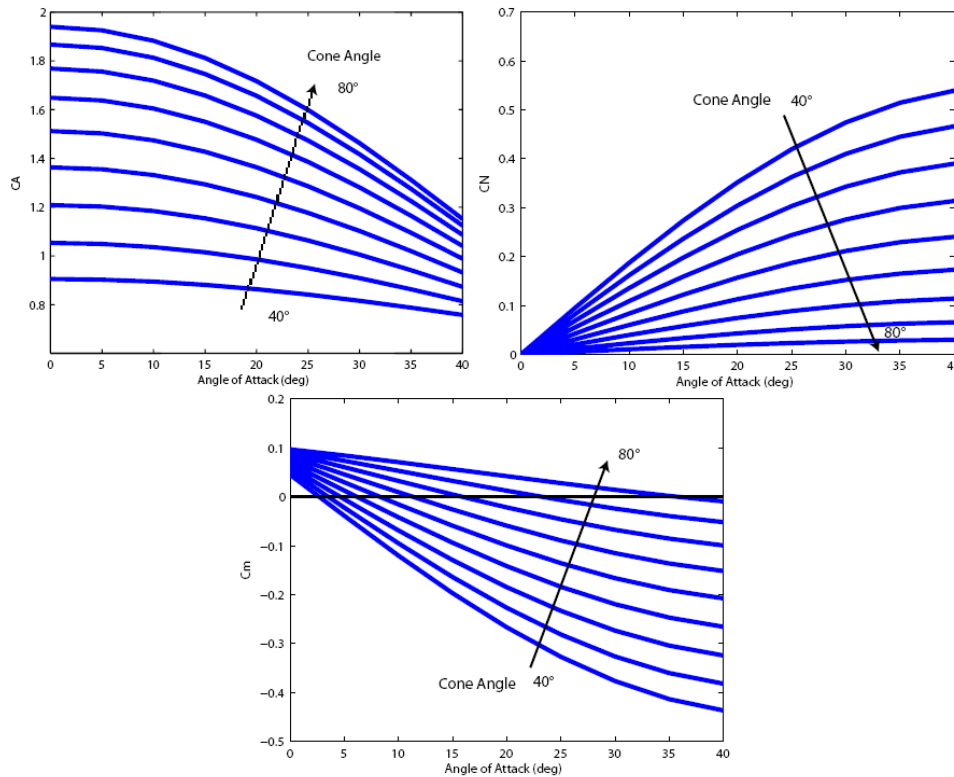 2
1.8
1.6
1.4
1.2
1
0.8
CA
Cone Angle
80°
40°
0 5 10 15 20 25 30 35 40
Angle of Attack (deg)
0.7
0.6
0.5
0.4
0.3
0.2
0.1
0
CN
Cone Angle 40°
80°
0 5 10 15 20 25 30 35 40
Angle of Attack (deg)
0.2
0.1
0
−0.1
−0.2
−0.3
−0.4
−0.5
Cm
80°
Cone Angle 40°
0 5 10 15 20 25 30 35 40
Angle of Attack (deg)